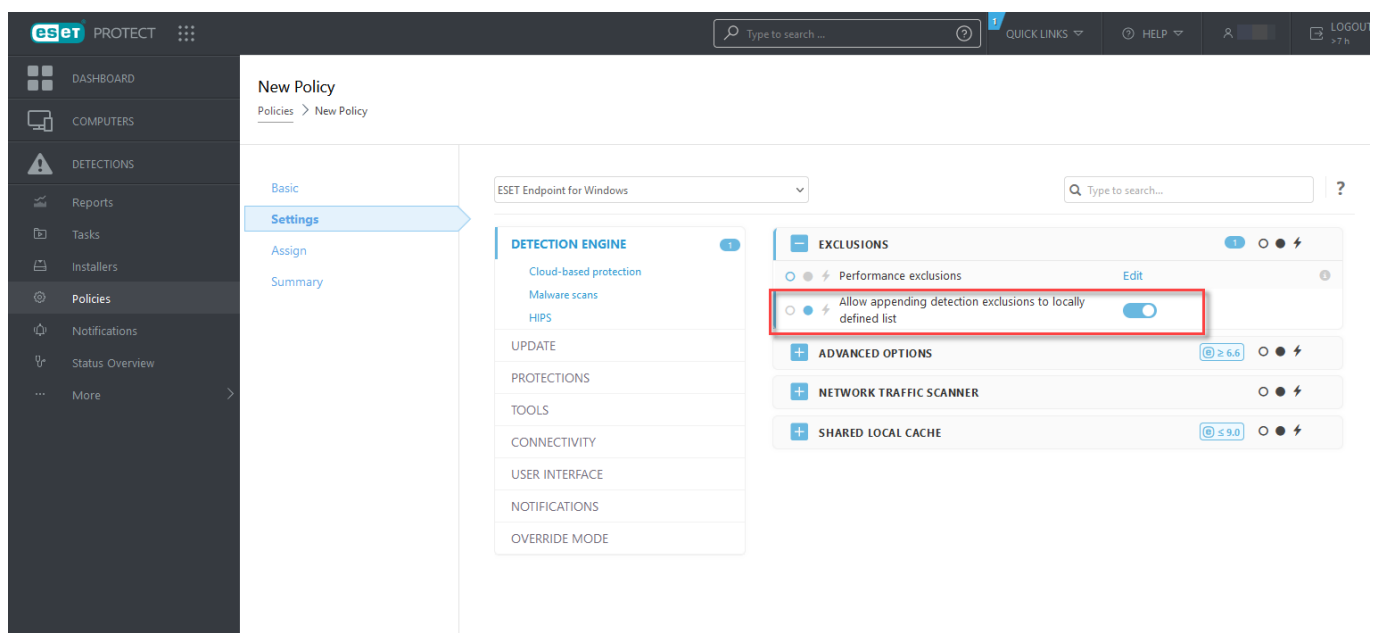 eset PROTECT
Type to search ...
?
1
QUICK LINKS
? HELP
LOGOUT
>7 h
DASHBOARD
COMPUTERS
DETECTIONS
Reports
Tasks
Installers
Policies
Notifications
Status Overview
More
New Policy
Policies > New Policy
Basic
Settings
Assign
Summary
ESET Endpoint for Windows
Type to search...
?
DETECTION ENGINE 1
Cloud-based protection
Malware scans
HIPS
UPDATE
PROTECTIONS
TOOLS
CONNECTIVITY
USER INTERFACE
NOTIFICATIONS
OVERRIDE MODE
EXCLUSIONS 1
Performance exclusions Edit
Allow appending detection exclusions to locally
defined list
ADVANCED OPTIONS ≥ 6.6
NETWORK TRAFFIC SCANNER
SHARED LOCAL CACHE ≤ 9.0